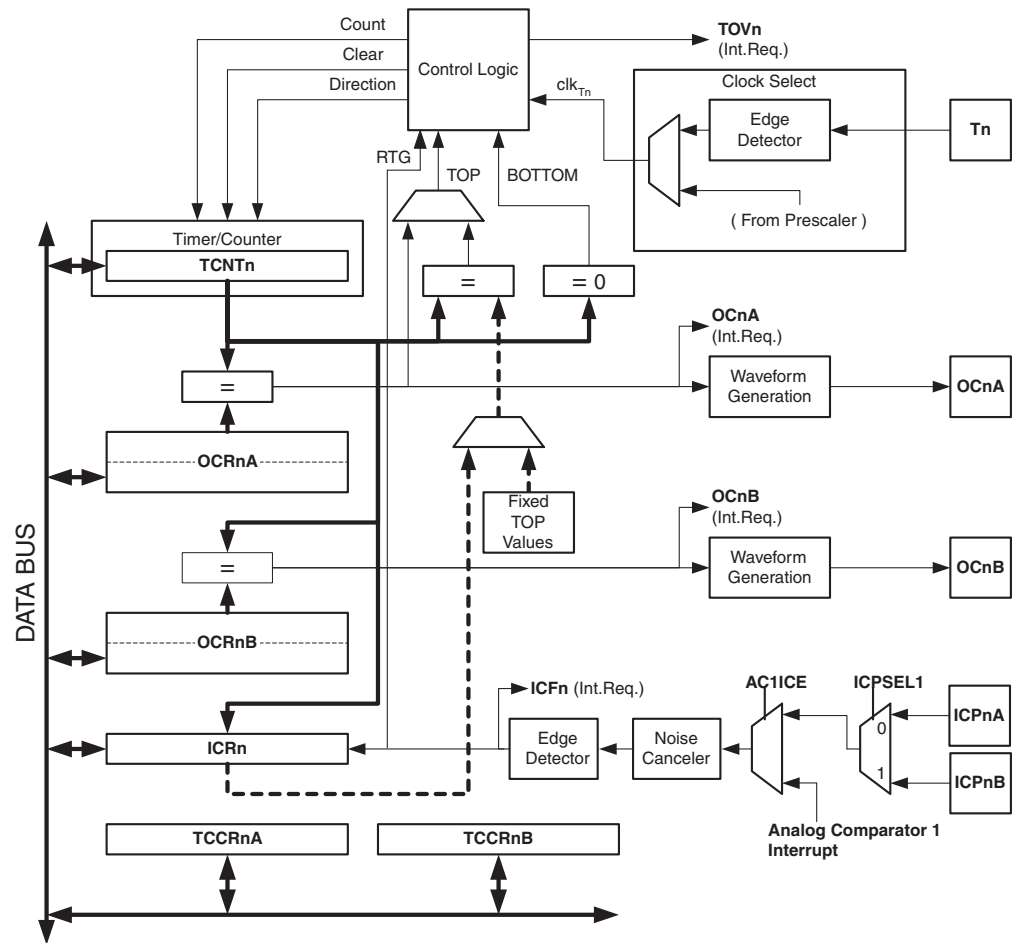 Count
Clear
Direction
Control Logic
TOVn
(Int.Req.)
clkTn
Clock Select
Edge
Detector
Tn
( From Prescaler )
RTG
TOP
BOTTOM
Timer/Counter
TCNTn
=
= 0
OCnA
(Int.Req.)
=
Waveform
Generation
OCnA
OCRnA
Fixed
TOP
Values
OCnB
(Int.Req.)
=
Waveform
Generation
OCnB
OCRnB
DATA BUS
ICFn (Int.Req.)
AC1ICE
ICPSEL1
ICPnA
0
ICRn
Edge
Detector
Noise
Canceler
1
ICPnB
Analog Comparator 1
Interrupt
TCCRnA
TCCRnB